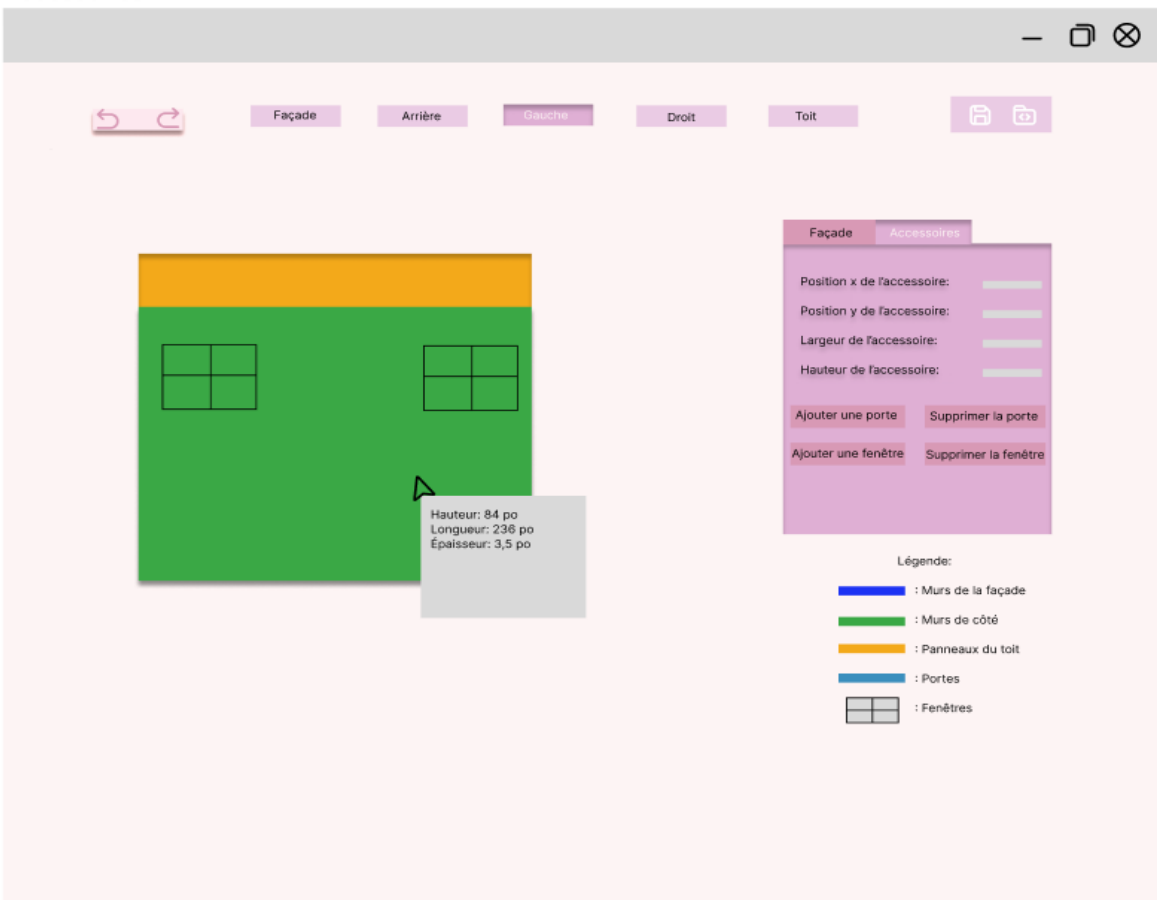 Façade
Arrière
Gauche
Droit
Toit
Façade
Accessoires
Position x de l'accessoire:
Position y de l'accessoire:
Largeur de l'accessoire:
Hauteur de l'accessoire:
Ajouter une porte
Supprimer la porte
Ajouter une fenêtre
Supprimer la fenêtre
Hauteur: 84 po
Longueur: 236 po
Épaisseur: 3,5 po
Légende:
: Murs de la façade
: Murs de côté
: Panneaux du toit
: Portes
: Fenêtres